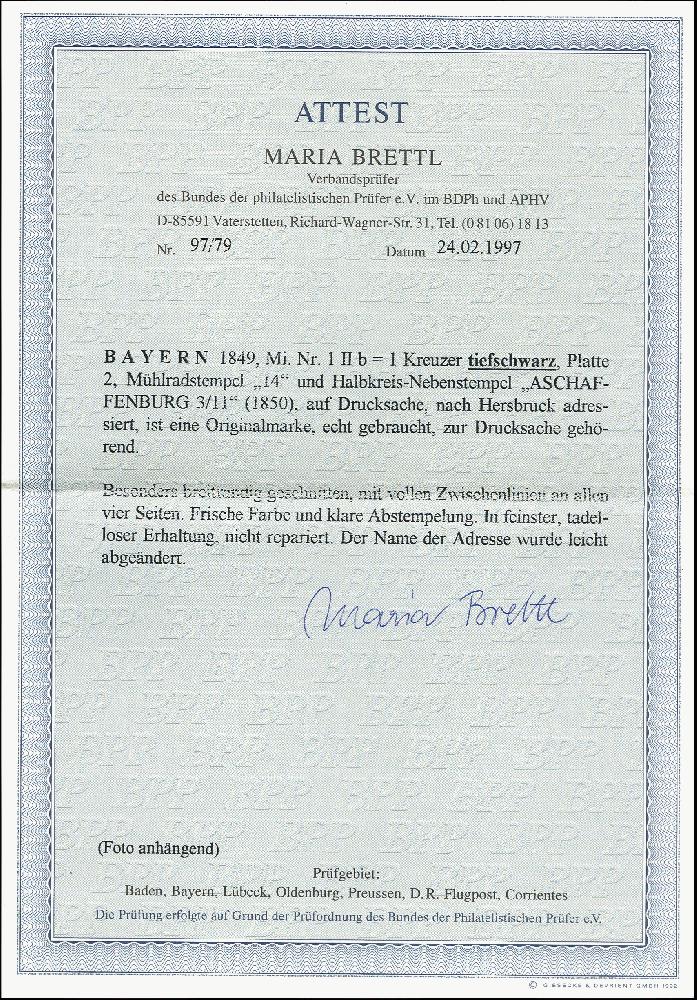 ATTEST
MARIA BRETTL
Verbandsprüfer
des Bundes der philatelistischen Prüfer e.V. im BDPh und APHV
D-85591 Vaterstetten, Richard-Wagner-Str. 31, Tel. (0 81 06) 18 13
Nr. 97/79 Datum 24.02.1997
BAYERN 1849, Mi. Nr. 1 II b = 1 Kreuzer tiefschwarz, Platte
2, Mühlradstempel „14“ und Halbkreis-Nebenstempel „ASCHAF-
FENBURG 3/11“ (1850), auf Drucksache, nach Hersbruck adres-
siert, ist eine Originalmarke, echt gebraucht, zur Drucksache gehö-
rend.
Besonders breitrandig geschnitten, mit vollen Zwischenlinien an allen
vier Seiten. Frische Farbe und klare Abstempelung. In feinster, tadel-
loser Erhaltung, nicht repariert. Der Name der Adresse wurde leicht
abgeändert.
Maria Brettl
(Foto anhängend)
Prüfgebiet:
Baden, Bayern, Lübeck, Oldenburg, Preussen, D.R. Flugpost, Corrientes
Die Prüfung erfolgte auf Grund der Prüfordnung des Bundes der Philatelistischen Prüfer e.V.
© GIESECKE & DEVRIENT GMBH 1992